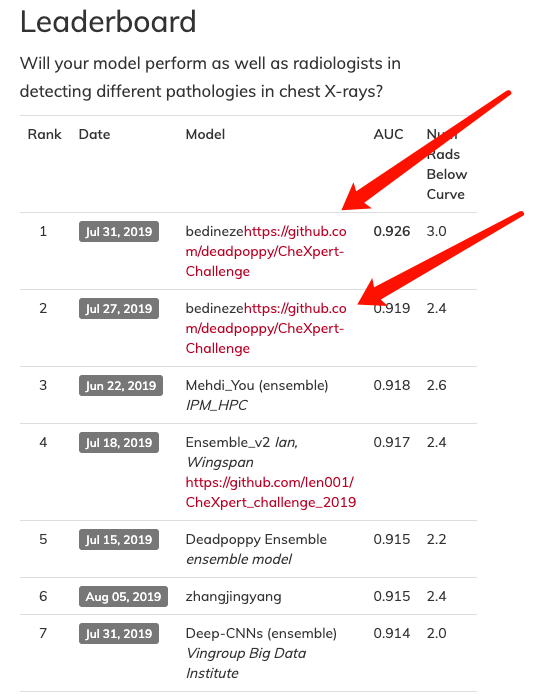 Leaderboard
Will your model perform as well as radiologists in
detecting different pathologies in chest X-rays?
Rank Date Model AUC Num
Rads
Below
Curve
1 Jul 31, 2019 bedinezehttps://github.co 0.926 3.0
m/deadpoppy/CheXpert-
Challenge
2 Jul 27, 2019 bedinezehttps://github.co 0.919 2.4
m/deadpoppy/CheXpert-
Challenge
3 Jun 22, 2019 Mehdi_You (ensemble) 0.918 2.6
IPM_HPC
4 Jul 18, 2019 Ensemble_v2 Ian, 0.917 2.4
Wingspan
https://github.com/Ien001/
CheXpert_challenge_2019
5 Jul 15, 2019 Deadpoppy Ensemble 0.915 2.2
ensemble model
6 Aug 05, 2019 zhangjingyang 0.915 2.4
7 Jul 31, 2019 Deep-CNNs (ensemble) 0.914 2.0
Vingroup Big Data
Institute